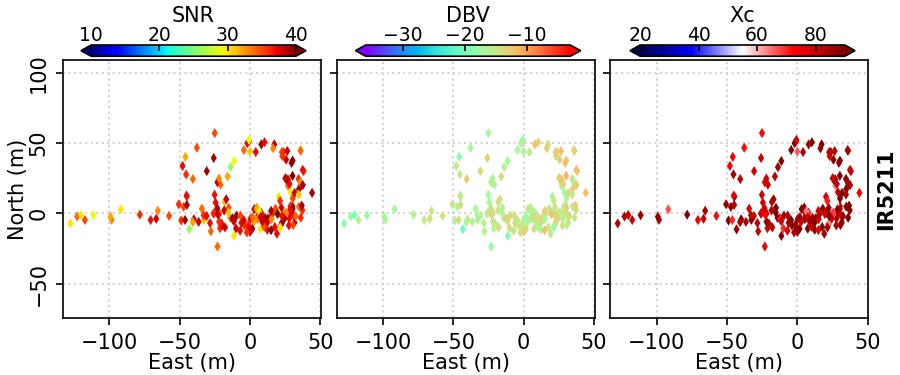 SNR DBV Xc
10 20 30 40 −30 −20 −10 20 40 60 80
100
50
0
−50
North (m)
−100 −50 0 50 −100 −50 0 50 −100 −50 0 50
East (m) East (m) East (m)
IR5211